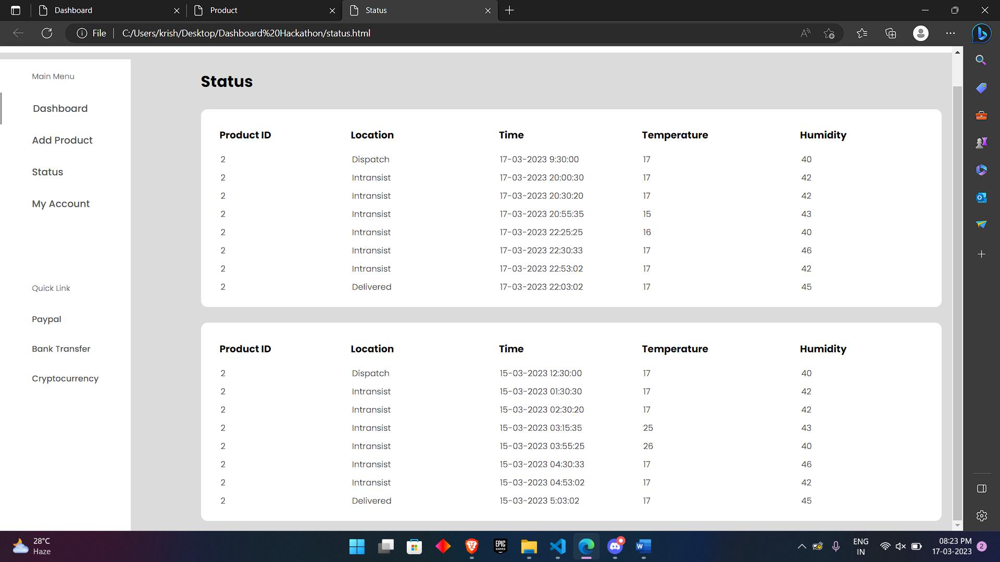 Dashboard Product Status
File C:/Users/krish/Desktop/Dashboard%20Hackathon/status.html
Main Menu
Dashboard
Add Product
Status
My Account
Quick Link
Paypal
Bank Transfer
Cryptocurrency
Status
Product ID Location Time Temperature Humidity
2 Dispatch 17-03-2023 9:30:00 17 40
2 Intransist 17-03-2023 20:00:30 17 42
2 Intransist 17-03-2023 20:30:20 17 42
2 Intransist 17-03-2023 20:55:35 15 43
2 Intransist 17-03-2023 22:25:25 16 40
2 Intransist 17-03-2023 22:30:33 17 46
2 Intransist 17-03-2023 22:53:02 17 42
2 Delivered 17-03-2023 22:03:02 17 45
Product ID Location Time Temperature Humidity
2 Dispatch 15-03-2023 12:30:00 17 40
2 Intransist 15-03-2023 01:30:30 17 42
2 Intransist 15-03-2023 02:30:20 17 42
2 Intransist 15-03-2023 03:15:35 25 43
2 Intransist 15-03-2023 03:55:25 26 40
2 Intransist 15-03-2023 04:30:33 17 46
2 Intransist 15-03-2023 04:53:02 17 42
2 Delivered 15-03-2023 5:03:02 17 45
28°C
Haze
EPIC
GAMES
ENG
IN
08:23 PM
17-03-2023
2